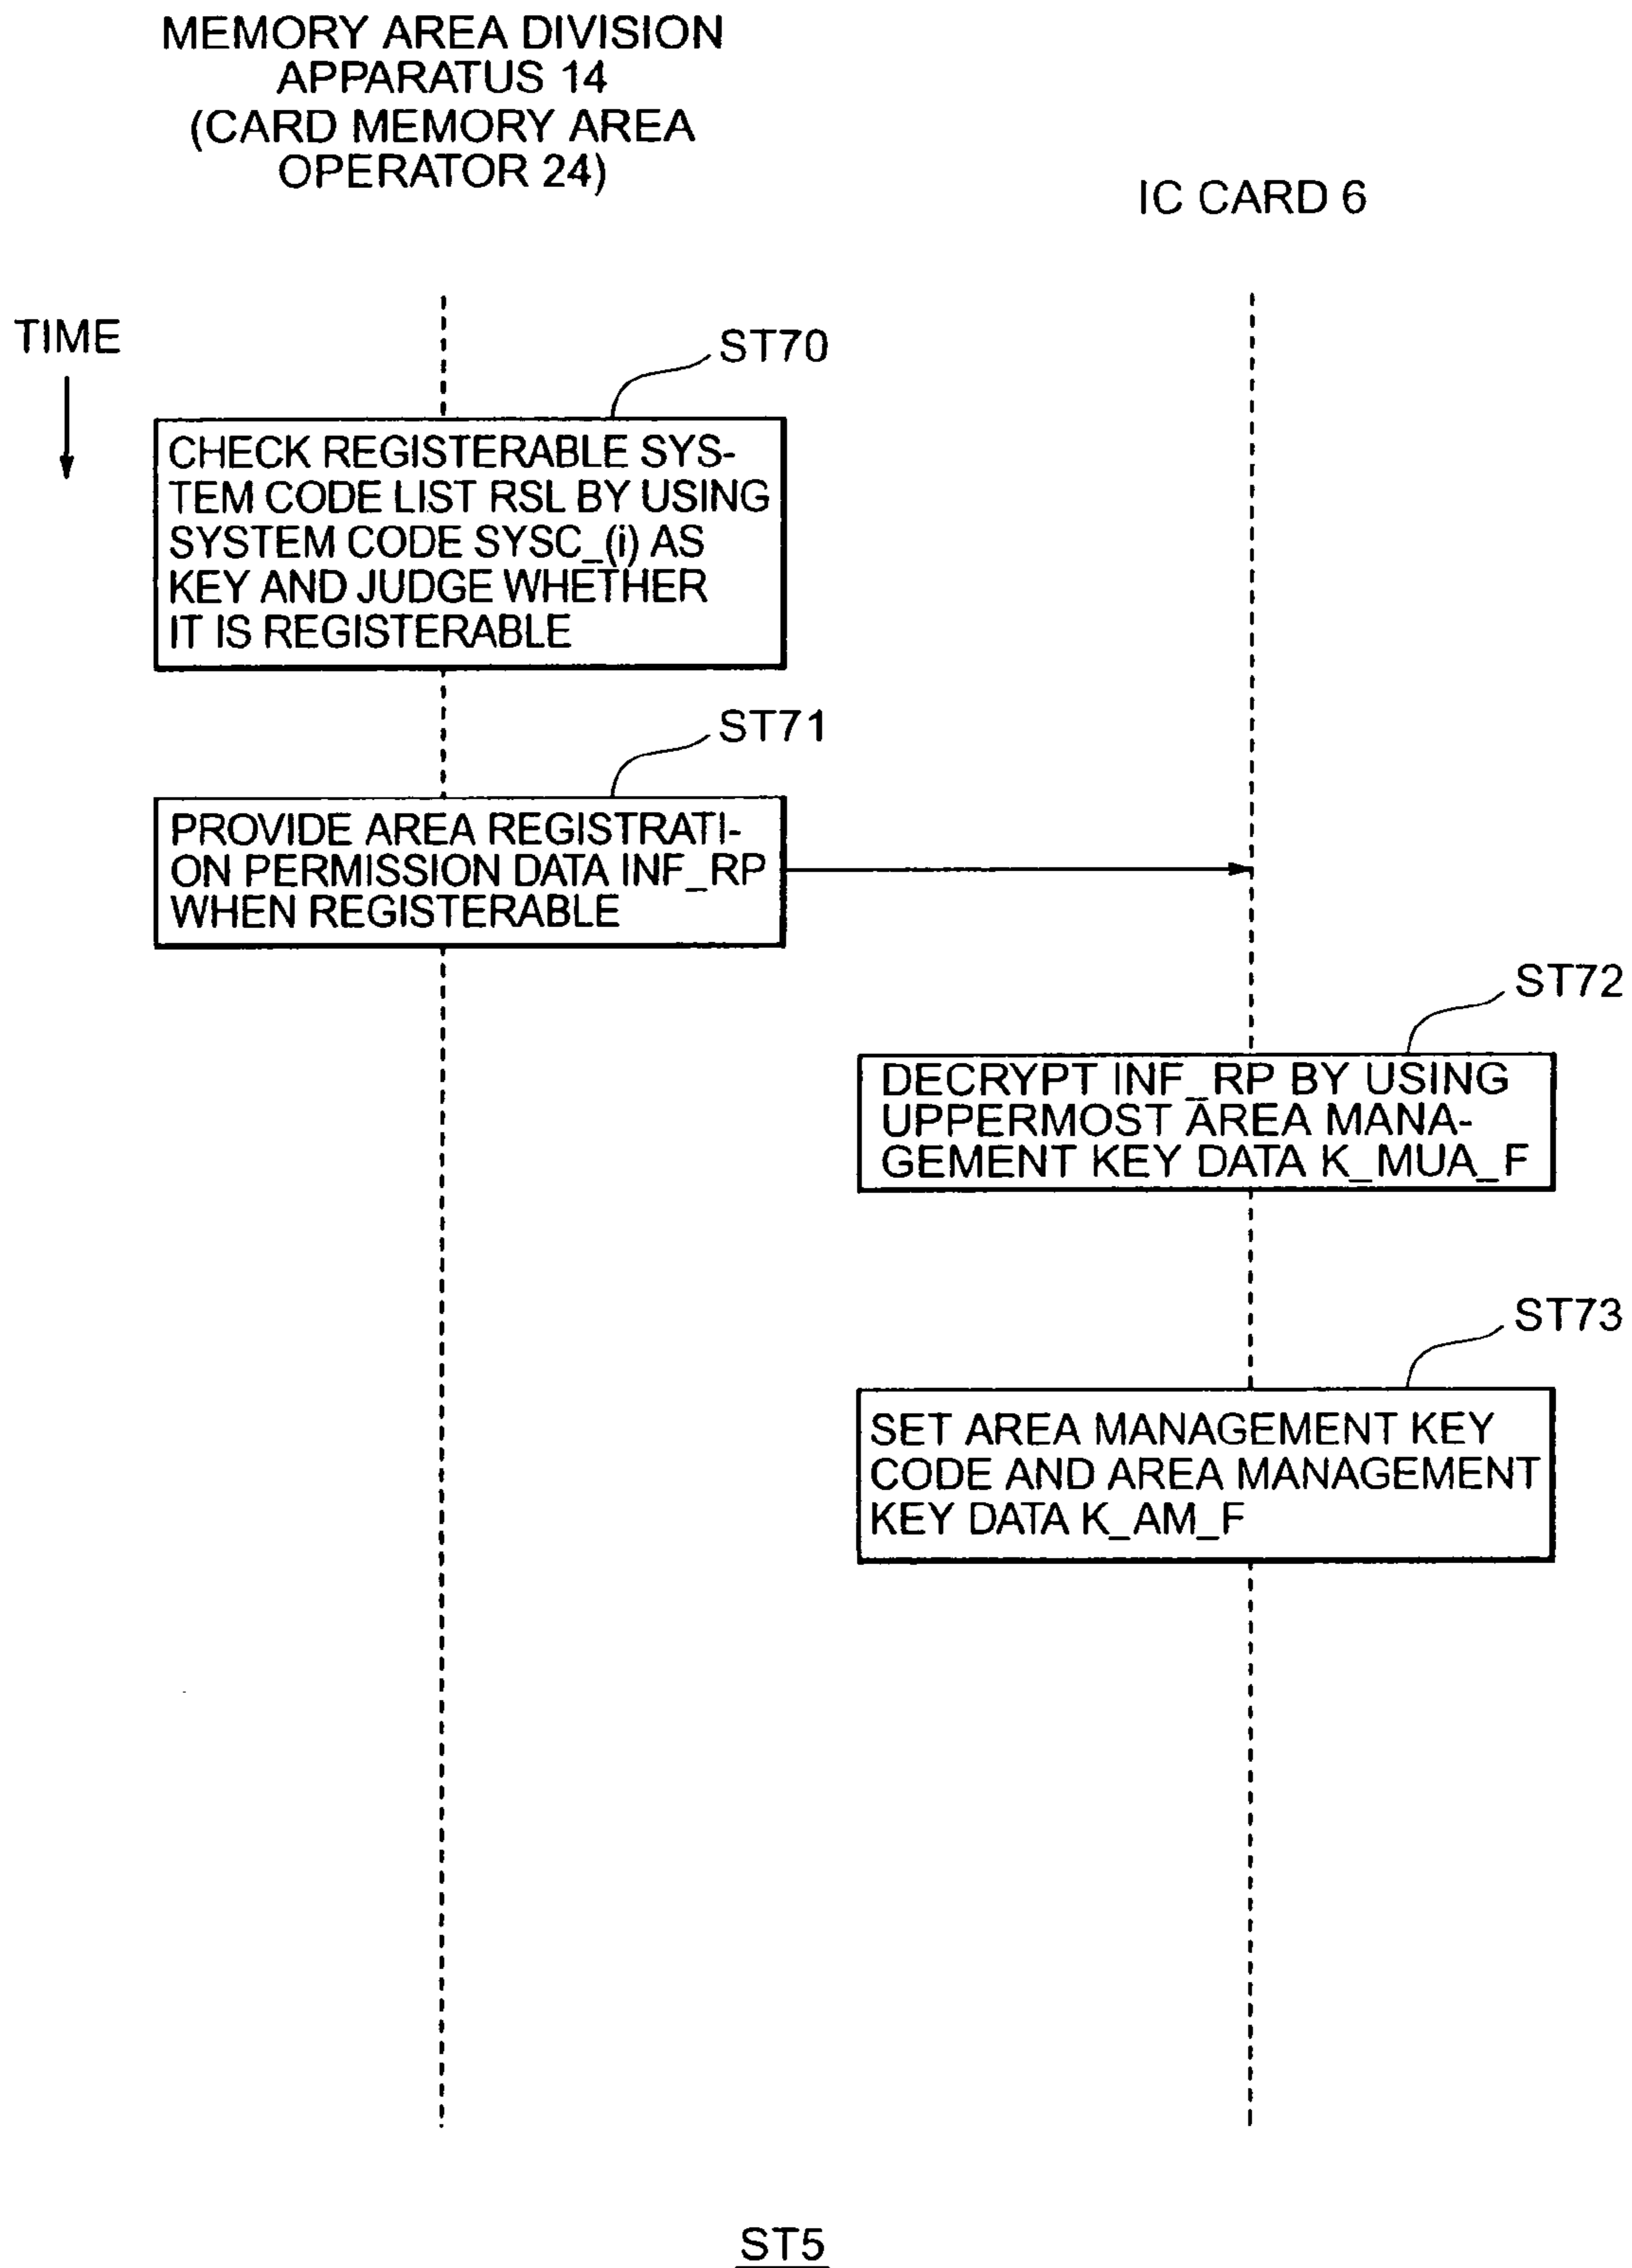 MEMORY AREA DIVISION
APPARATUS 14
(CARD MEMORY AREA
OPERATOR 24)
IC CARD 6
TIME
ST70
CHECK REGISTERABLE SYS-
TEM CODE LIST RSL BY USING
SYSTEM CODE SYSC_(i) AS
KEY AND JUDGE WHETHER
IT IS REGISTERABLE
ST71
PROVIDE AREA REGISTRATI-
ON PERMISSION DATA INF_RP
WHEN REGISTERABLE
ST72
DECRYPT INF_RP BY USING
UPPERMOST AREA MANA-
GEMENT KEY DATA K_MUA_F
ST73
SET AREA MANAGEMENT KEY
CODE AND AREA MANAGEMENT
KEY DATA K_AM_F
ST5